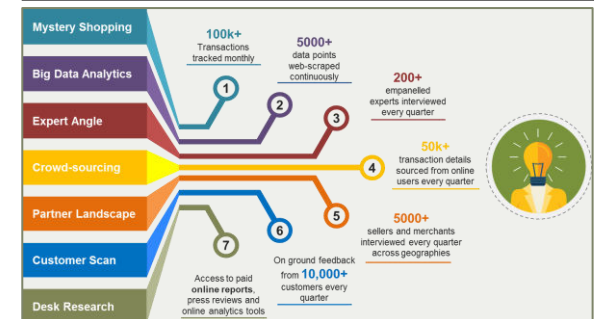 Mystery Shopping
Big Data Analytics
Expert Angle
Crowd-sourcing
Partner Landscape
Customer Scan
Desk Research
100k+
Transactions
tracked monthly
1
5000+
data points
web-scraped
continuously
2
200+
empanelled
experts interviewed
every quarter
3
50k+
transaction details
sourced from online
users every quarter
4
5000+
sellers and merchants
interviewed every quarter
across geographies
5
On ground feedback
from 10,000+
customers every
quarter
6
Access to paid
online reports,
press reviews and
online analytics tools
7